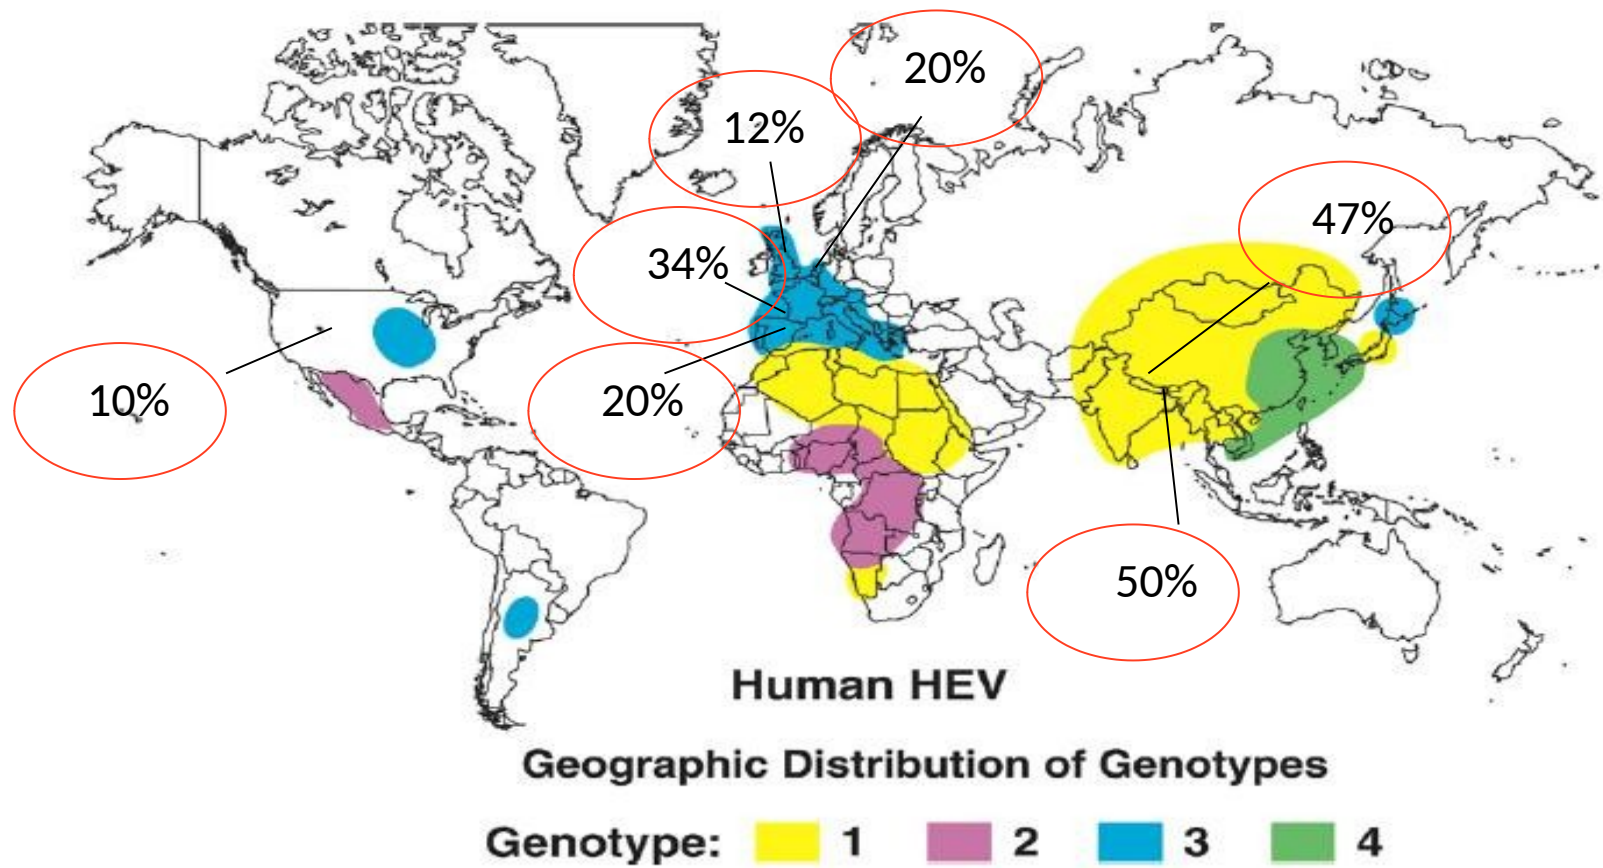 20%
12%
47%
34%
10%
20%
50%
Human HEV
Geographic Distribution of Genotypes
Genotype: 1 2 3 4